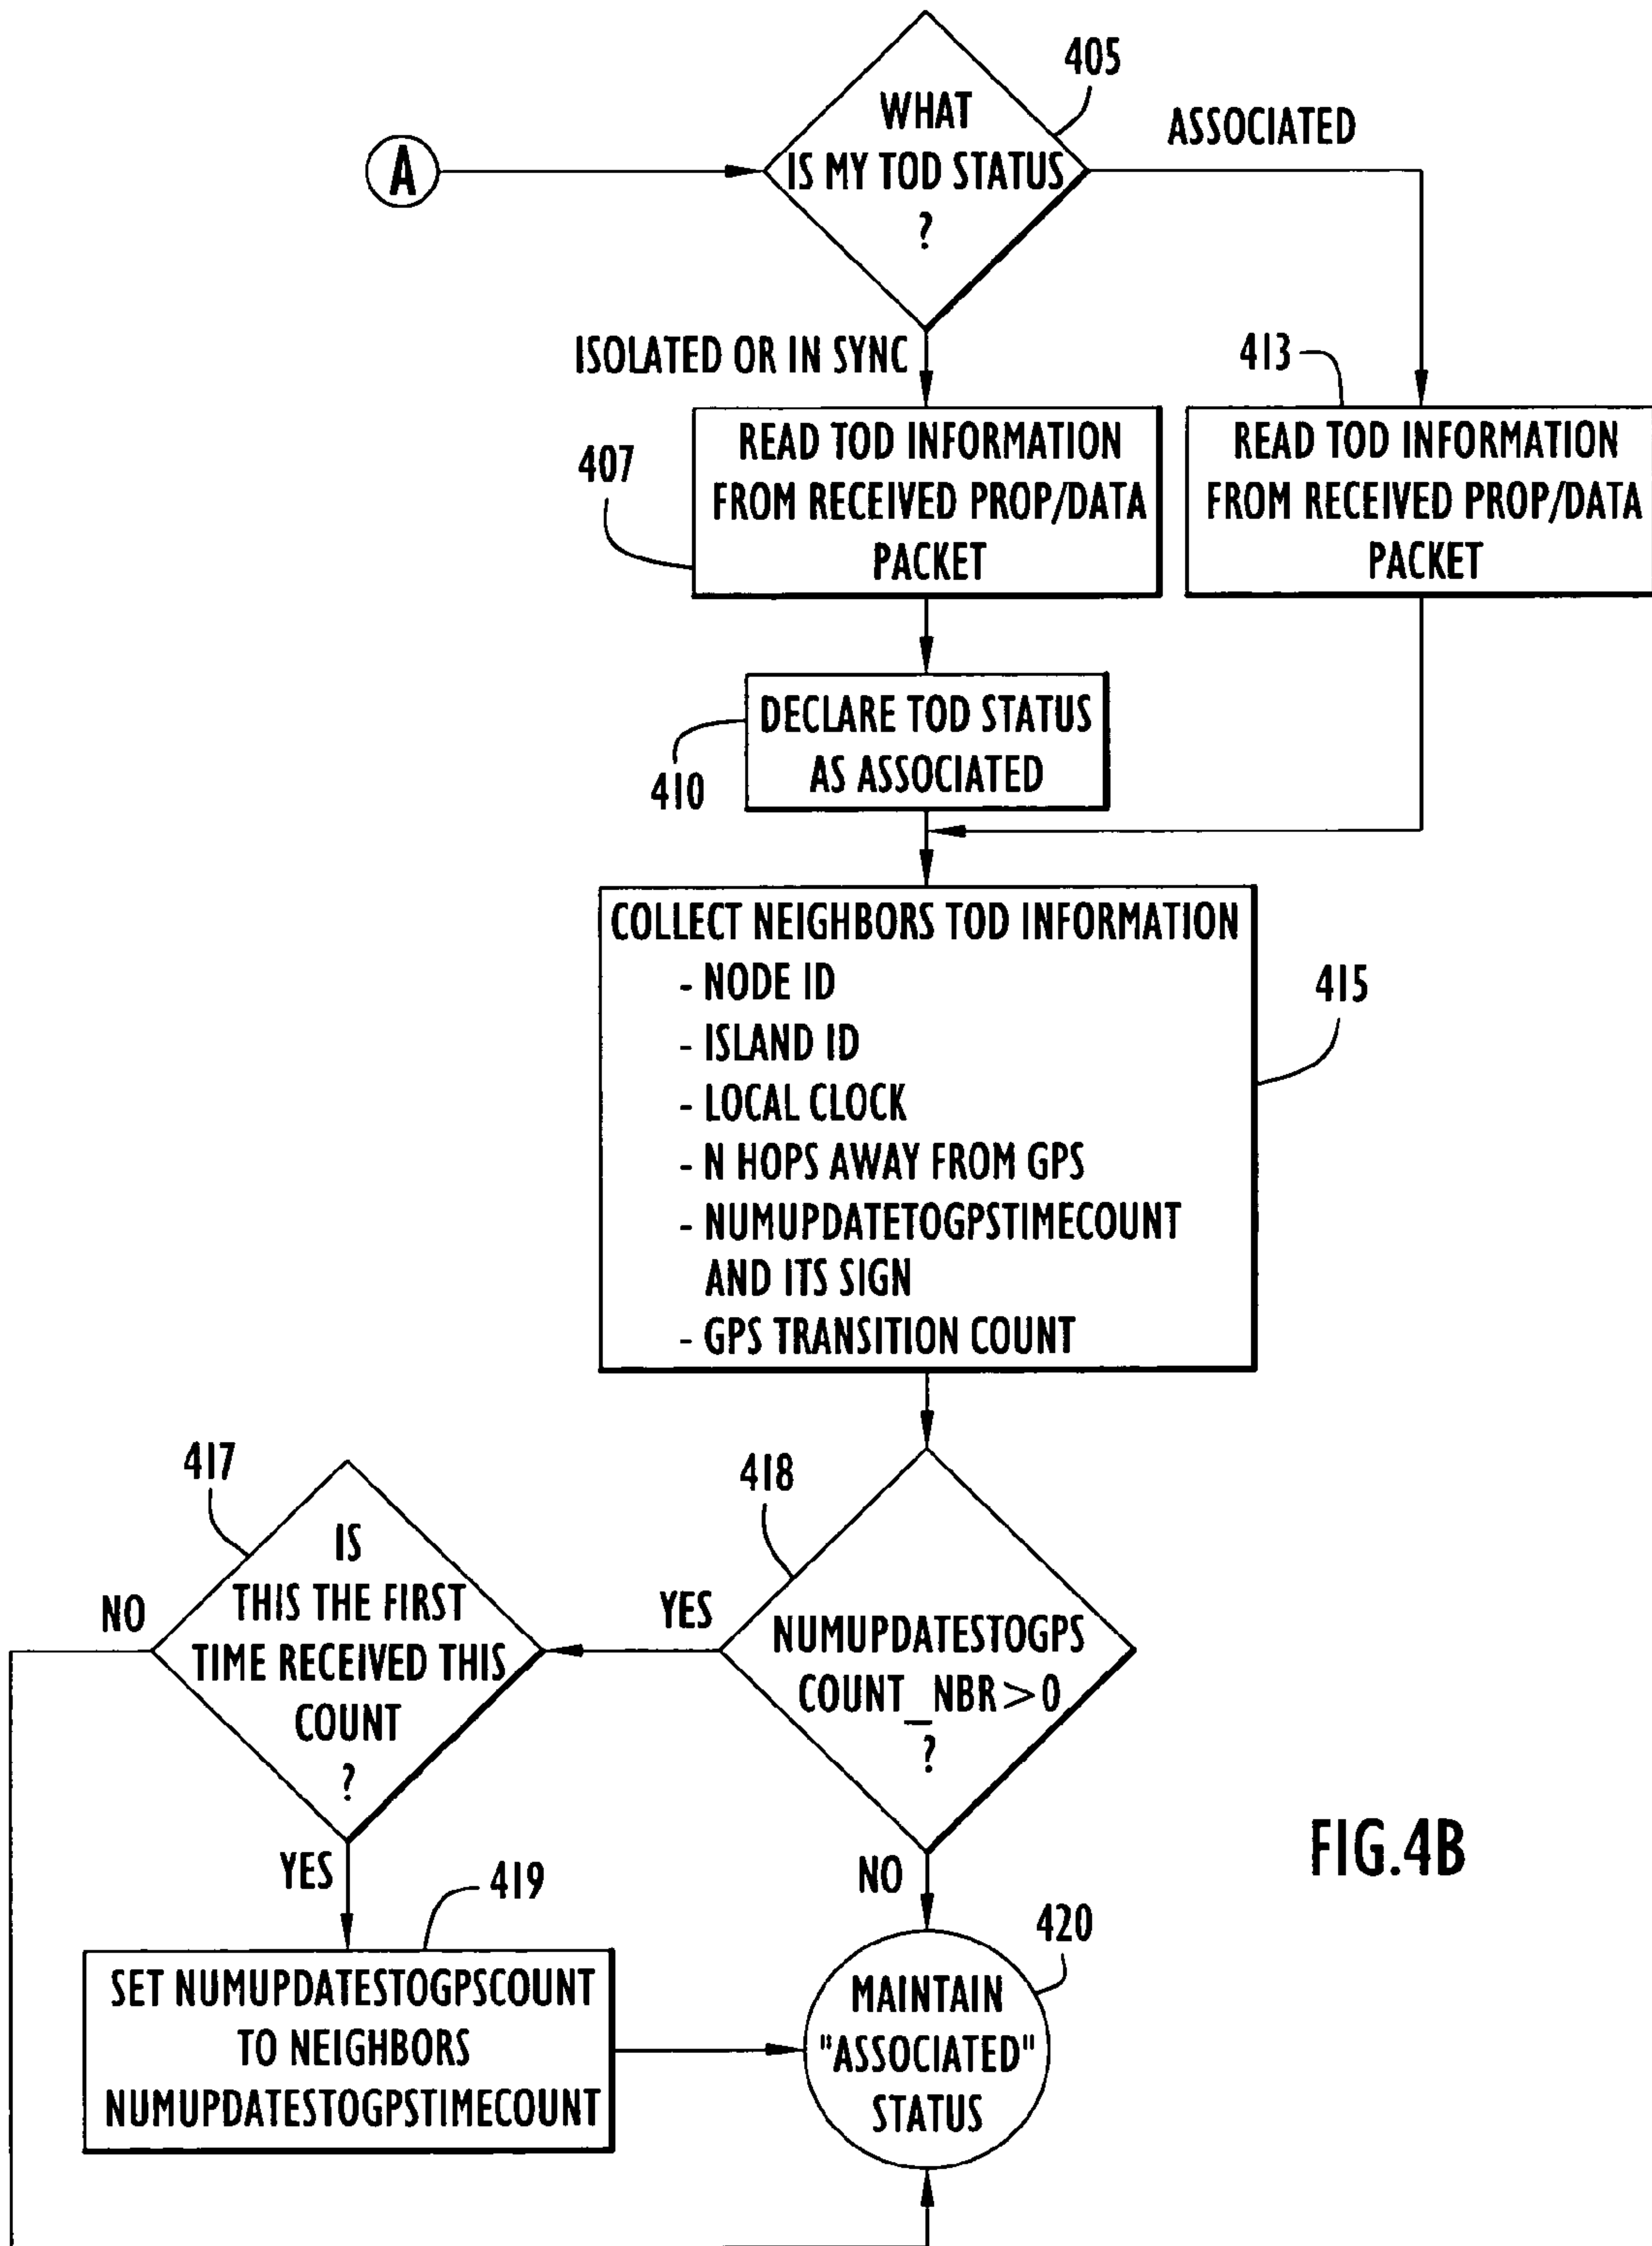 405
WHAT
IS MY TOD STATUS
?
ASSOCIATED
A
ISOLATED OR IN SYNC
413
407
READ TOD INFORMATION
FROM RECEIVED PROP/DATA
PACKET
READ TOD INFORMATION
FROM RECEIVED PROP/DATA
PACKET
DECLARE TOD STATUS
AS ASSOCIATED
410
COLLECT NEIGHBORS TOD INFORMATION
- NODE ID
- ISLAND ID
- LOCAL CLOCK
- N HOPS AWAY FROM GPS
- NUMUPDATETOGPSTIMECOUNT
AND ITS SIGN
- GPS TRANSITION COUNT
415
417
418
IS
THIS THE FIRST
TIME RECEIVED THIS
COUNT
?
NO
YES
NUMUPDATESTOGPS
COUNT_NBR>0
?
YES
419
NO
420
SET NUMUPDATESTOGPSCOUNT
TO NEIGHBORS
NUMUPDATESTOGPSTIMECOUNT
MAINTAIN
"ASSOCIATED"
STATUS
FIG.4B